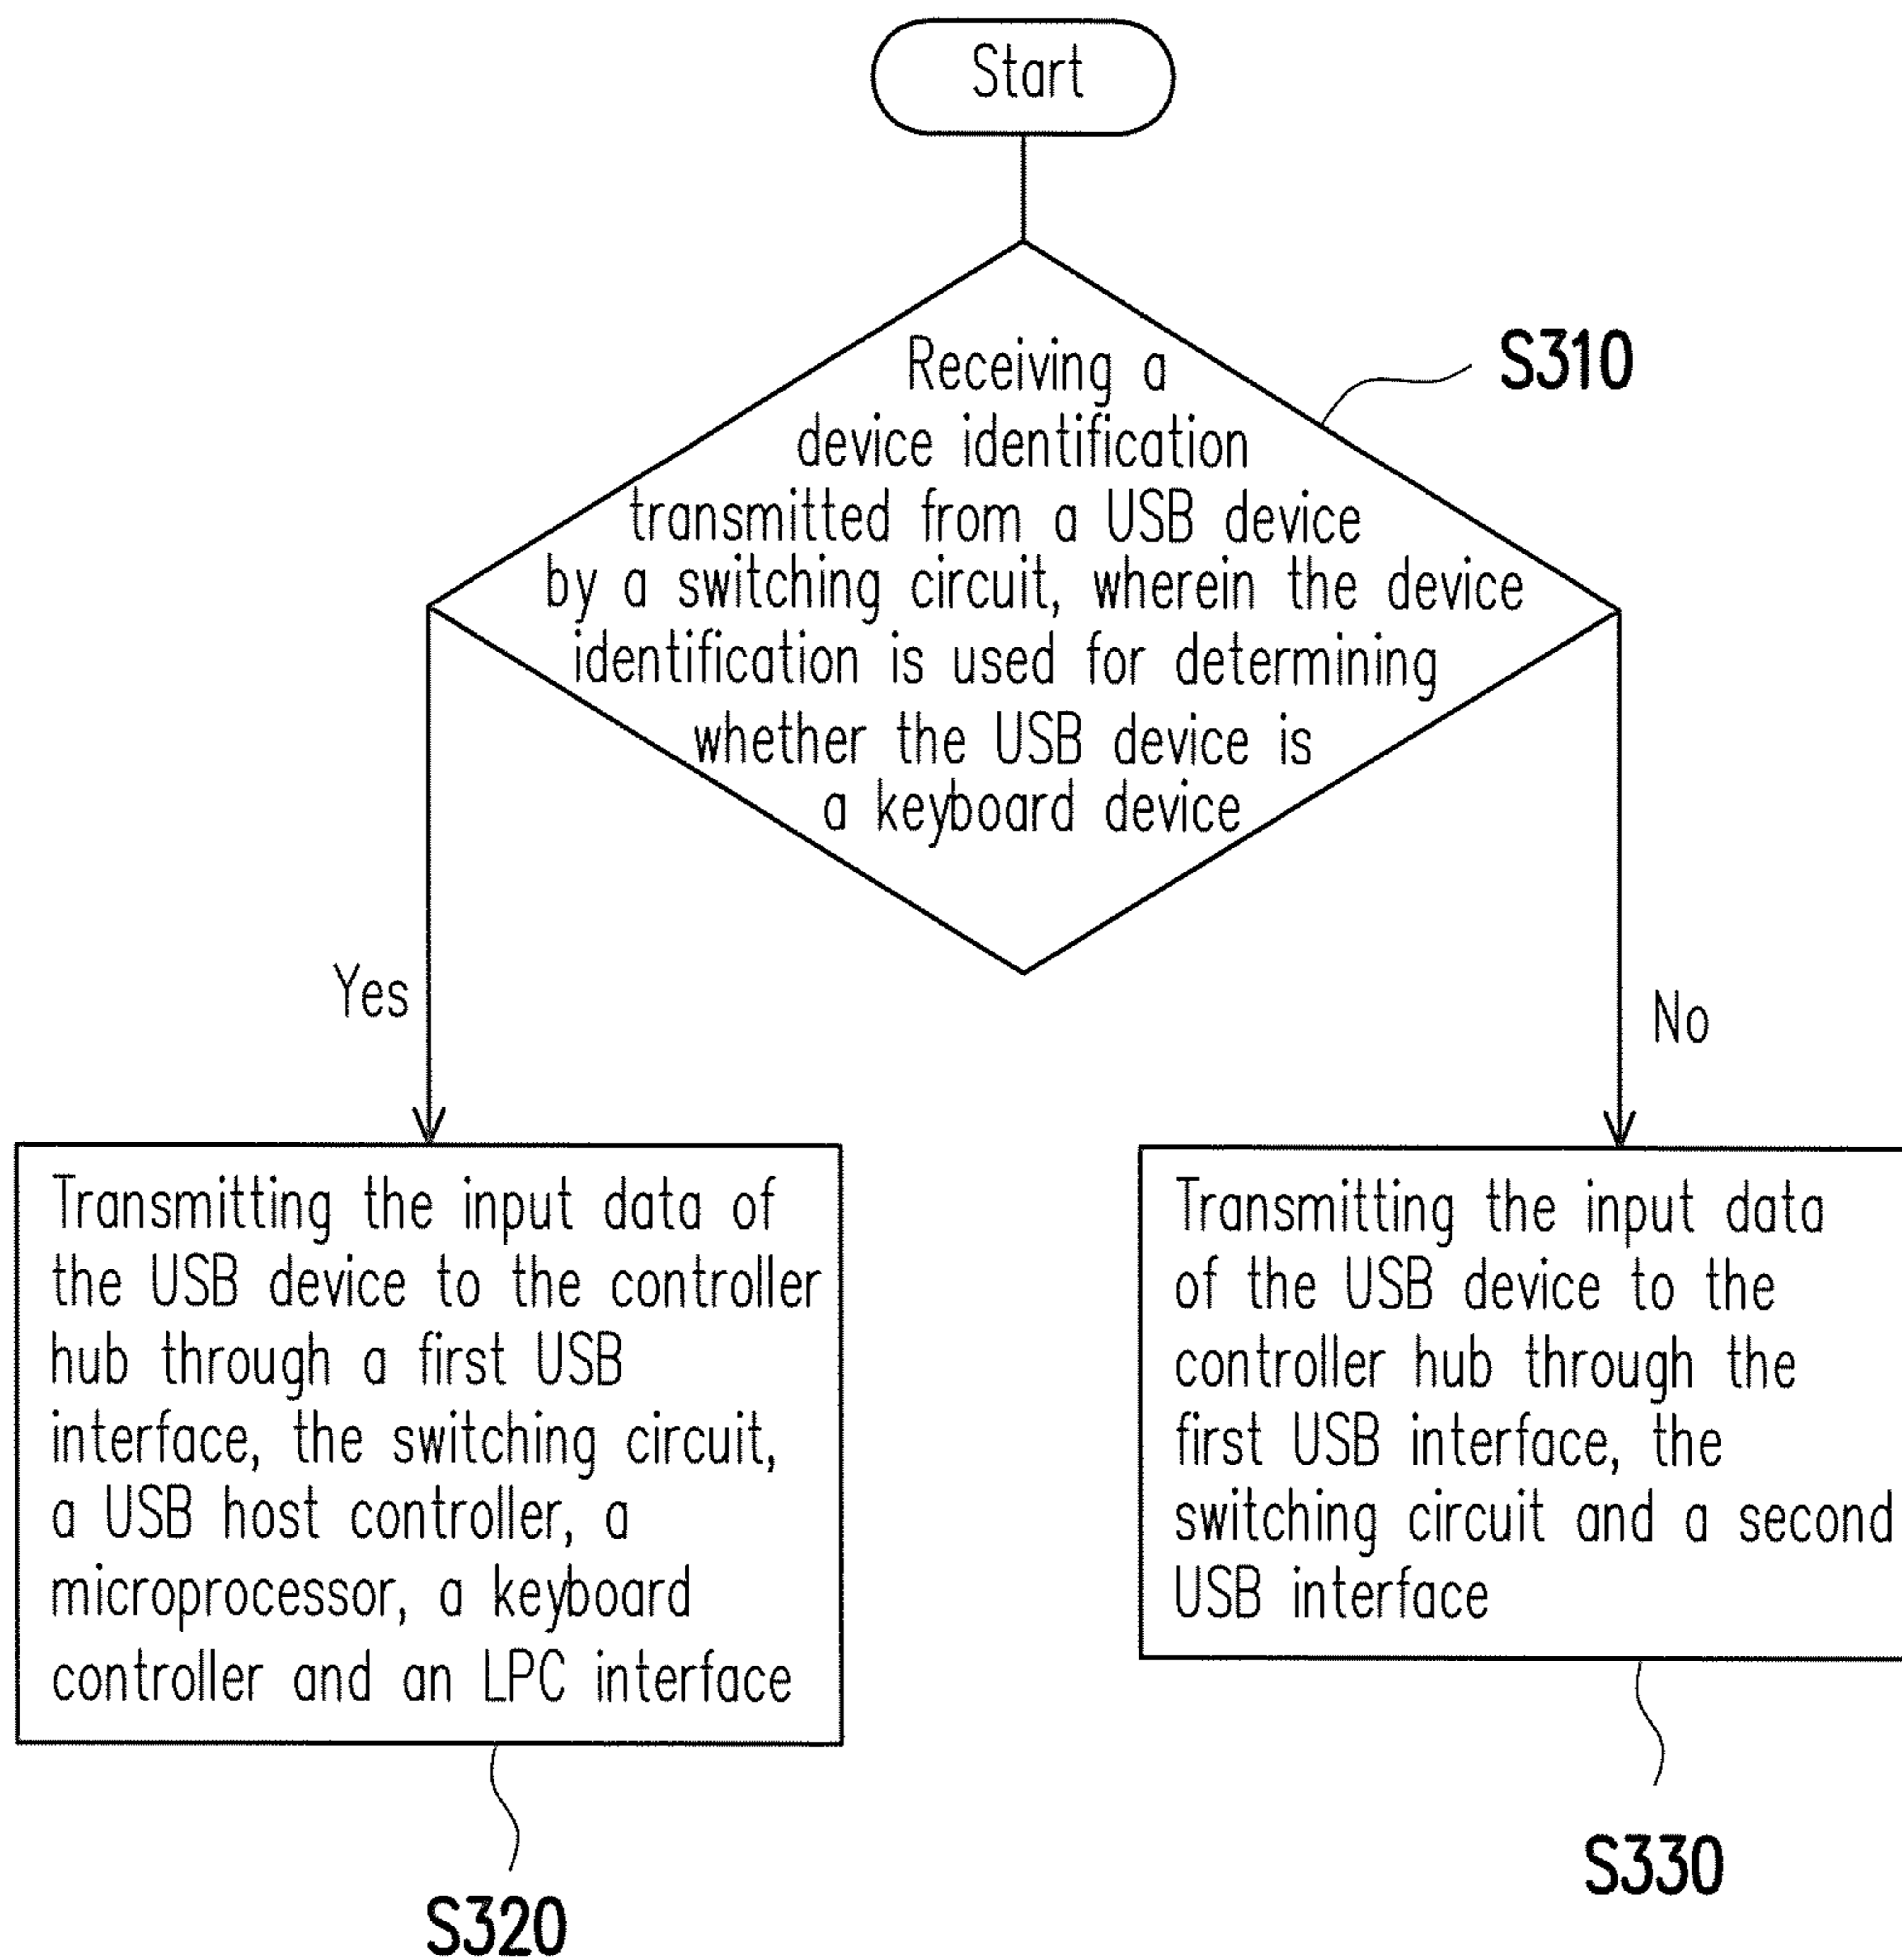 Start
Receiving a
device identification
transmitted from a USB device
by a switching circuit, wherein the device
identification is used for determining
whether the USB device is
a keyboard device
S310
Yes
No
Transmitting the input data of
the USB device to the controller
hub through a first USB
interface, the switching circuit,
a USB host controller, a
microprocessor, a keyboard
controller and an LPC interface
S320
Transmitting the input data
of the USB device to the
controller hub through the
first USB interface, the
switching circuit and a second
USB interface
S330